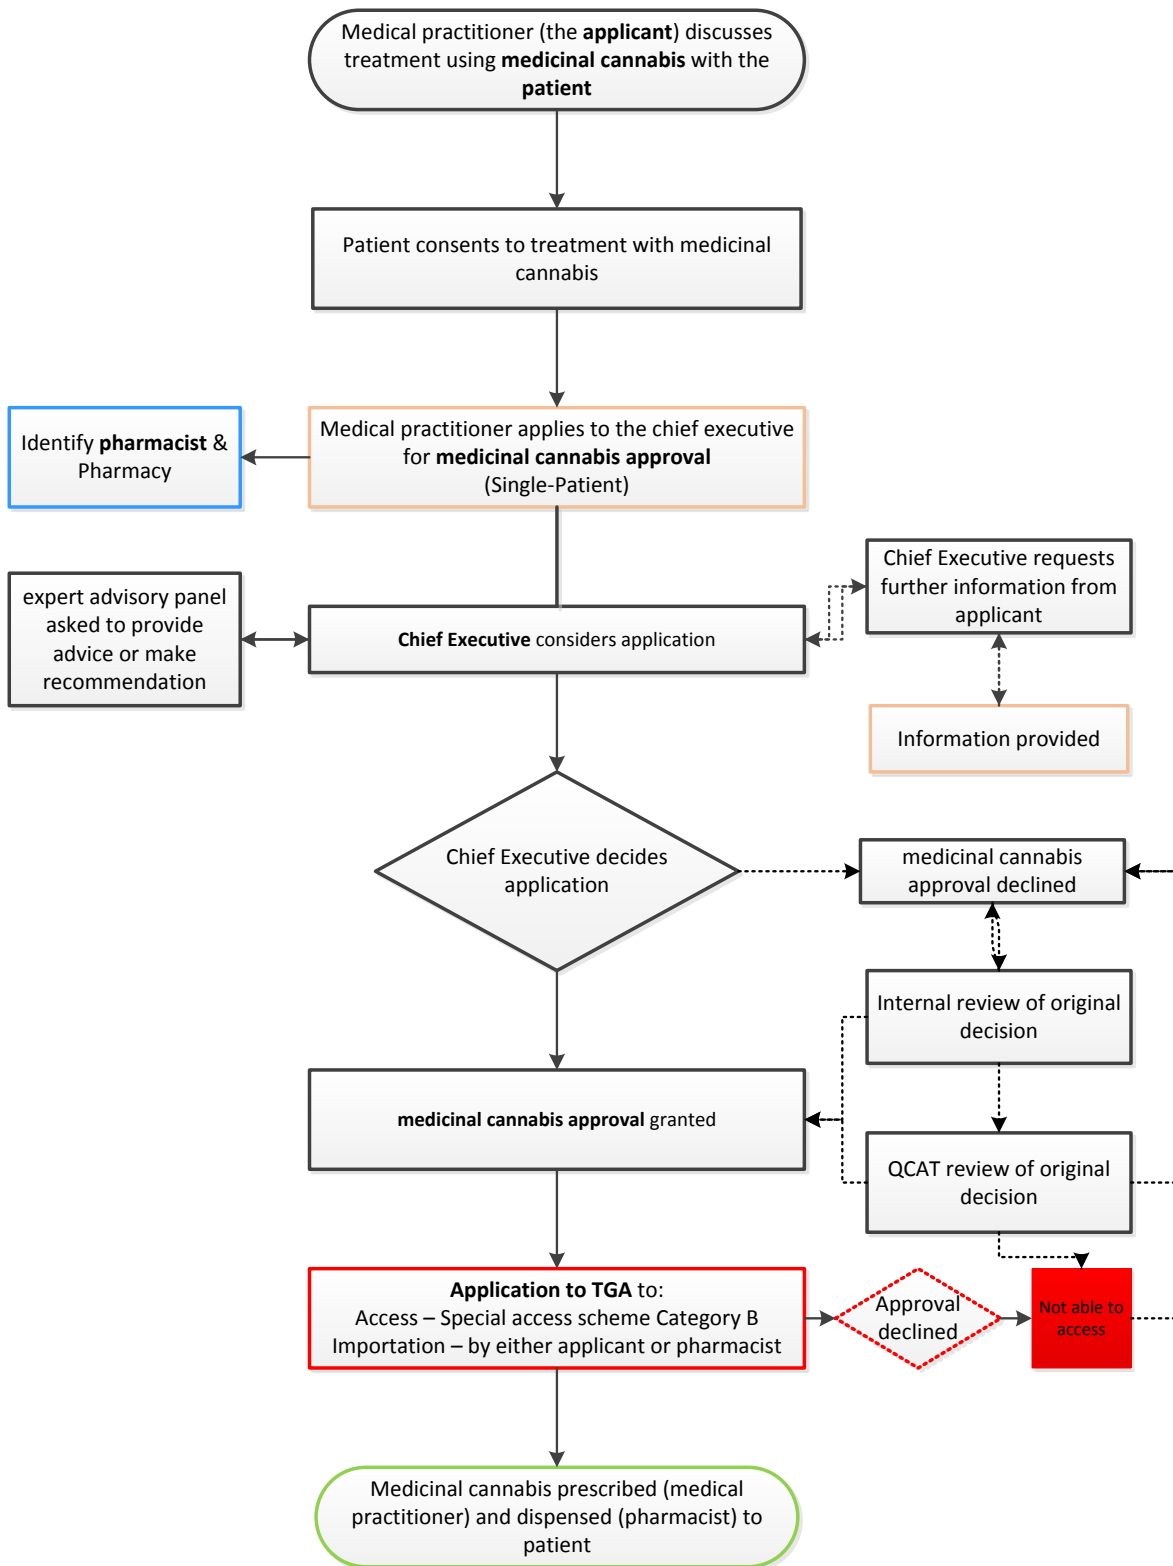 Medical practitioner (the applicant) discusses
treatment using medicinal cannabis with the
patient
Patient consents to treatment with medicinal
cannabis
Identify pharmacist &
Pharmacy
Medical practitioner applies to the chief executive
for medicinal cannabis approval
(Single-Patient)
expert advisory panel
asked to provide
advice or make
recommendation
Chief Executive considers application
Chief Executive requests
further information from
applicant
Information provided
Chief Executive decides
application
medicinal cannabis
approval declined
Internal review of original
decision
medicinal cannabis approval granted
QCAT review of original
decision
Application to TGA to:
Access – Special access scheme Category B
Importation – by either applicant or pharmacist
Approval
declined
Not able to
access
Medicinal cannabis prescribed (medical
practitioner) and dispensed (pharmacist) to
patient